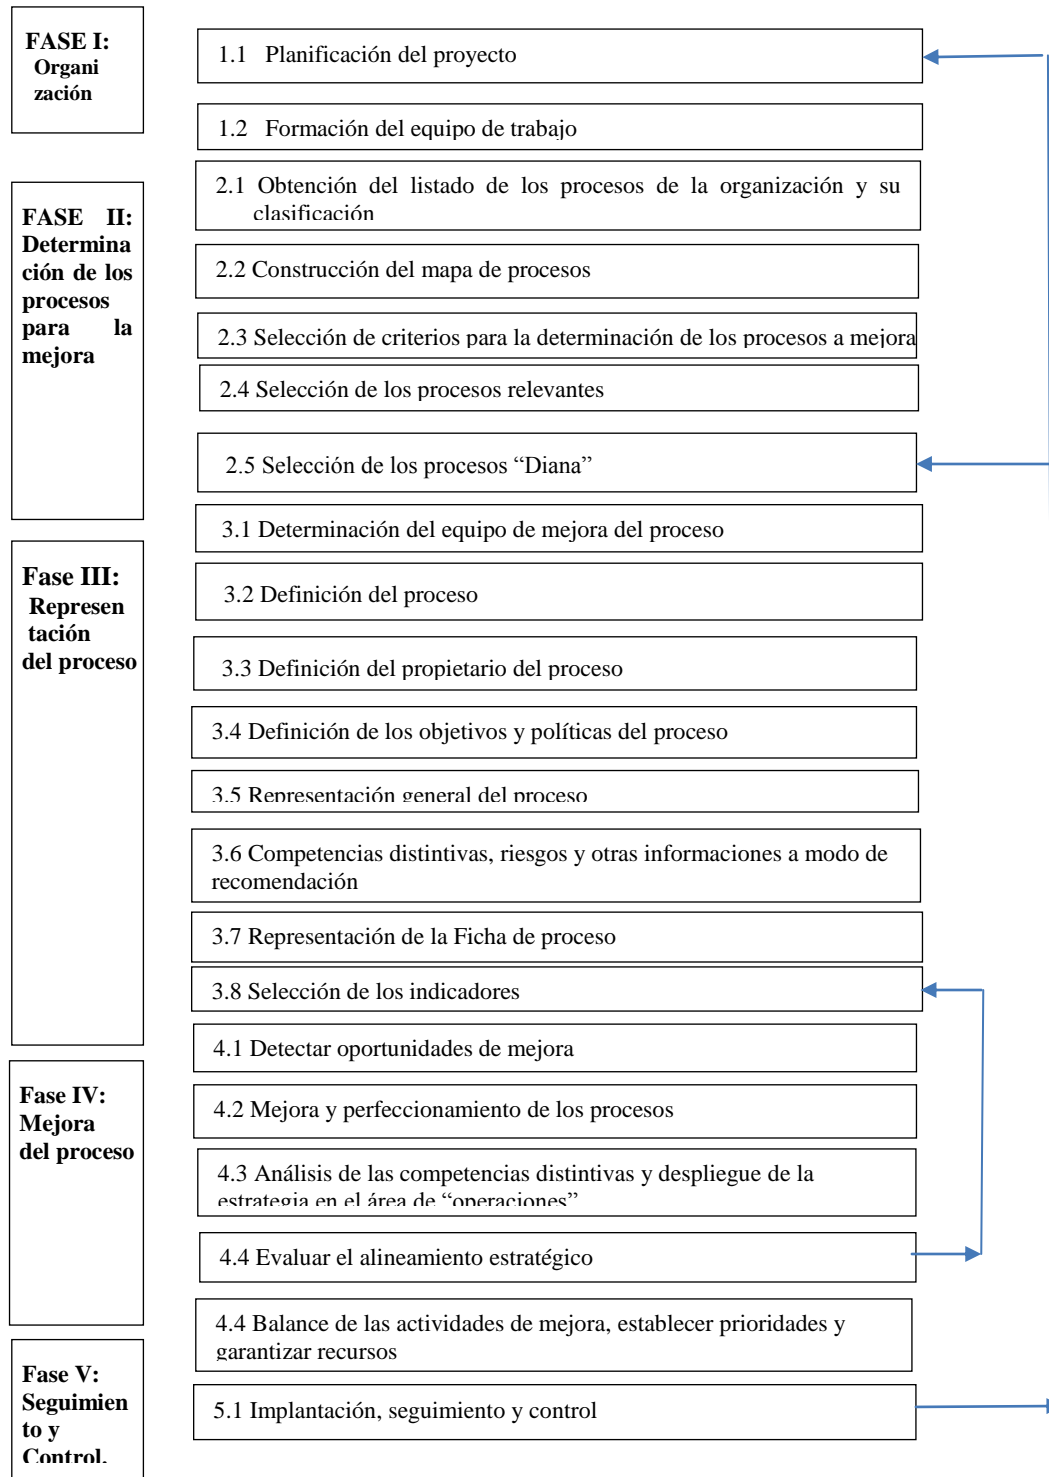 FASE I:
Organi
zación
1.1 Planificación del proyecto
1.2 Formación del equipo de trabajo
FASE II:
Determina
ción de los
procesos
para la
mejora
2.1 Obtención del listado de los procesos de la organización y su
clasificación
2.2 Construcción del mapa de procesos
2.3 Selección de criterios para la determinación de los procesos a mejora
2.4 Selección de los procesos relevantes
2.5 Selección de los procesos “Diana”
Fase III:
Represen
tación
del proceso
3.1 Determinación del equipo de mejora del proceso
3.2 Definición del proceso
3.3 Definición del propietario del proceso
3.4 Definición de los objetivos y políticas del proceso
3.5 Representación general del proceso
3.6 Competencias distintivas, riesgos y otras informaciones a modo de
recomendación
3.7 Representación de la Ficha de proceso
3.8 Selección de los indicadores
Fase IV:
Mejora
del proceso
4.1 Detectar oportunidades de mejora
4.2 Mejora y perfeccionamiento de los procesos
4.3 Análisis de las competencias distintivas y despliegue de la
estrategia en el área de “operaciones”
4.4 Evaluar el alineamiento estratégico
4.4 Balance de las actividades de mejora, establecer prioridades y
garantizar recursos
Fase V:
Seguimien
to y
Control.
5.1 Implantación, seguimiento y control